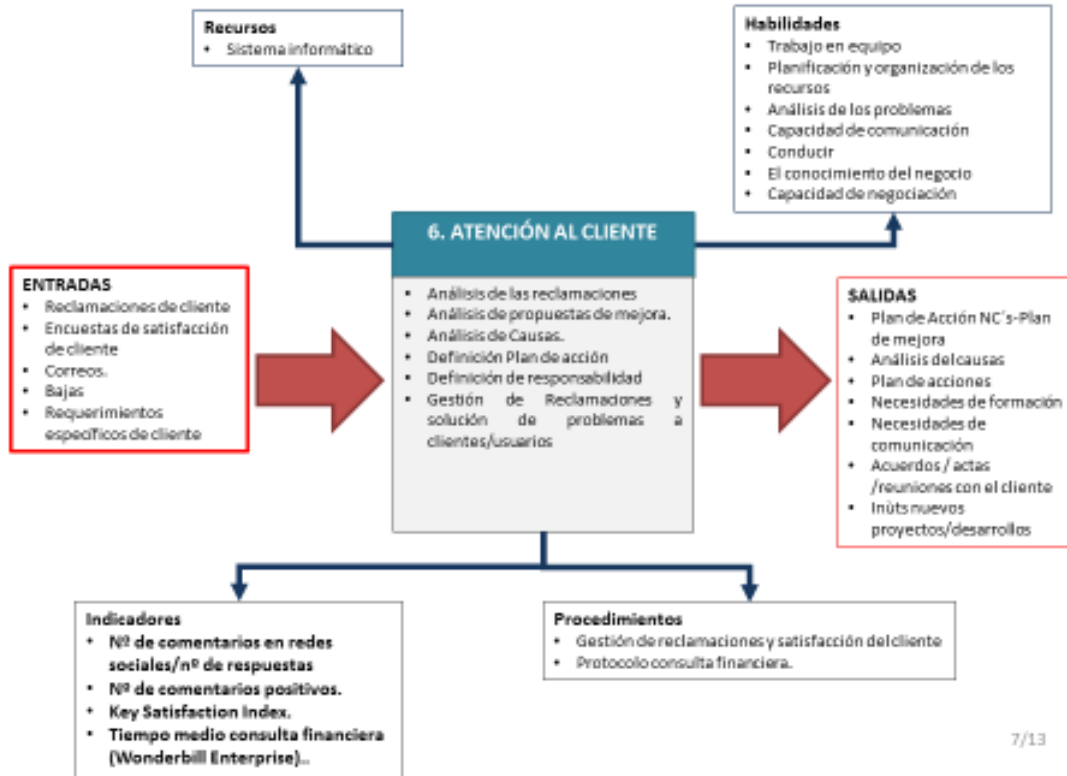 Recursos
• Sistema informático
Habilidades
• Trabajo en equipo
• Planificación y organización de los
recursos
• Análisis de los problemas
• Capacidad de comunicación
• Conducir
• El conocimiento del negocio
• Capacidad de negociación
6. ATENCIÓN AL CLIENTE
ENTRADAS
• Reclamaciones de cliente
• Encuestas de satisfacción
de cliente
• Correos.
• Bajas
• Requerimientos
específicos de cliente
• Análisis de las reclamaciones
• Análisis de propuestas de mejora.
• Análisis de Causas.
• Definición Plan de acción
• Definición de responsabilidad
• Gestión de Reclamaciones y
solución de problemas a
clientes/usuarios
SALIDAS
• Plan de Acción NC´s-Plan
de mejora
• Análisis del causas
• Plan de acciones
• Necesidades de formación
• Necesidades de
comunicación
• Acuerdos / actas
/reuniones con el cliente
• Inùts nuevos
proyectos/desarrollos
Indicadores
• Nº de comentarios en redes
sociales/nº de respuestas
• Nº de comentarios positivos.
• Key Satisfaction Index.
• Tiempo medio consulta financiera
(Wonderbill Enterprise)..
Procedimientos
• Gestión de reclamaciones y satisfacción del cliente
• Protocolo consulta financiera.
7/13